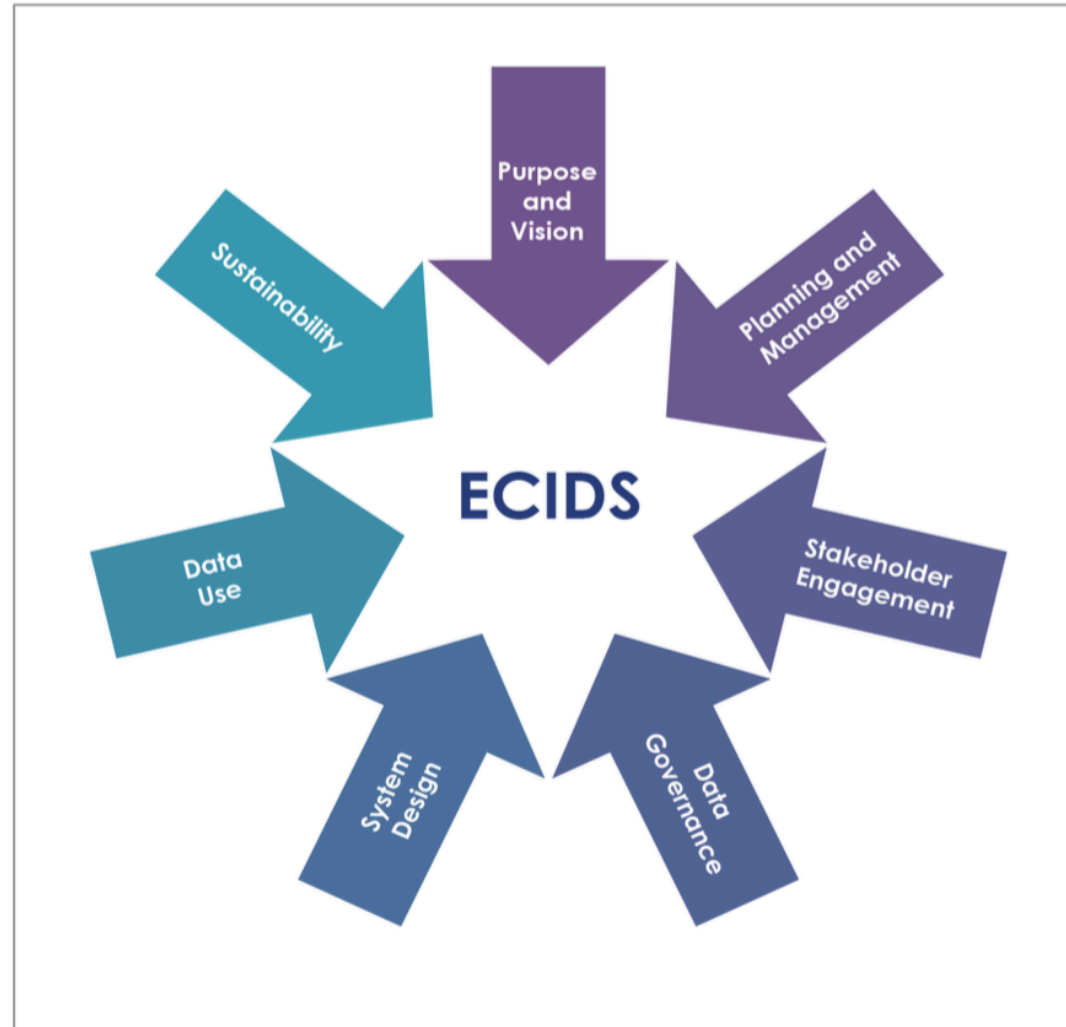 Purpose
and
Vision
Planning and
Management
Stakeholder
Engagement
Data
Governance
System
Design
Data
Use
Sustainability
ECIDS